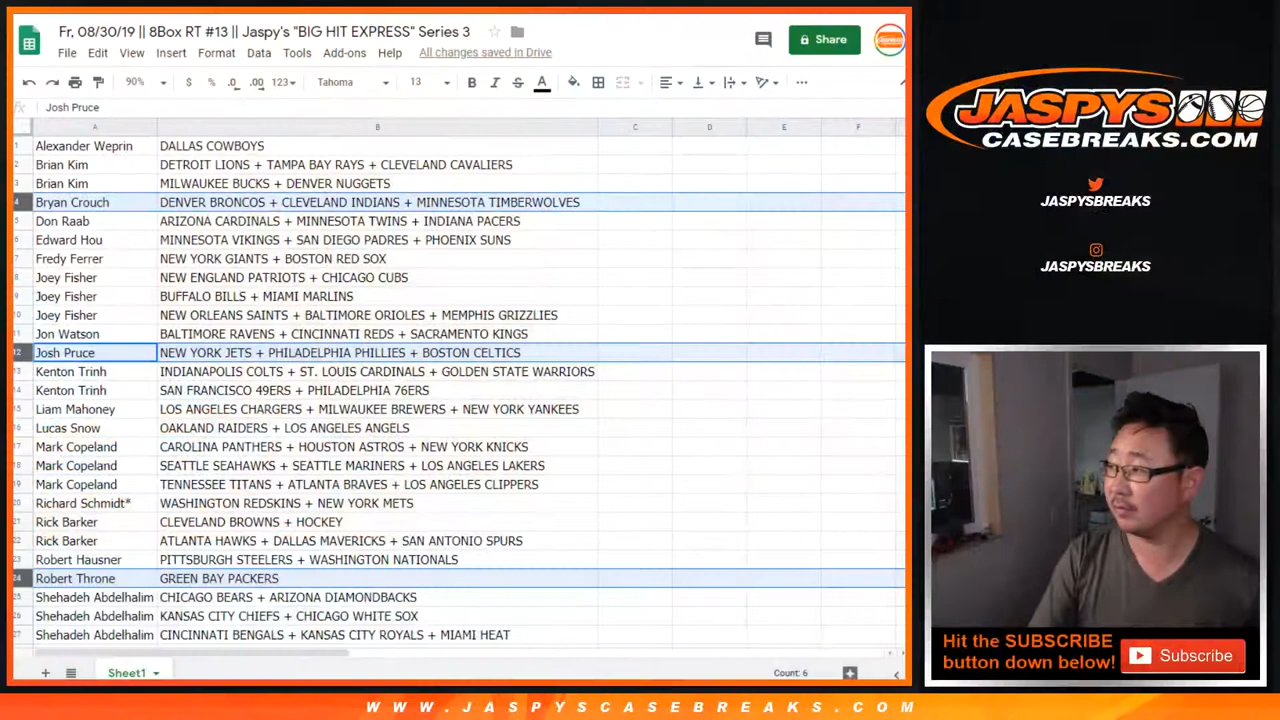 Fr, 08/30/19 || 8Box RT #13 || Jaspy's "BIG HIT EXPRESS" Series 3
File Edit View Insert Format Data Tools Add-ons Help All changes saved in Drive
Share
90% $ % .0 .00 123 Tahoma 13 B I S A
fx Josh Pruce
A B C D E F
1 Alexander Weprin DALLAS COWBOYS
2 Brian Kim DETROIT LIONS + TAMPA BAY RAYS + CLEVELAND CAVALIERS
3 Brian Kim MILWAUKEE BUCKS + DENVER NUGGETS
4 Bryan Crouch DENVER BRONCOS + CLEVELAND INDIANS + MINNESOTA TIMBERWOLVES
5 Don Raab ARIZONA CARDINALS + MINNESOTA TWINS + INDIANA PACERS
6 Edward Hou MINNESOTA VIKINGS + SAN DIEGO PADRES + PHOENIX SUNS
7 Fredy Ferrer NEW YORK GIANTS + BOSTON RED SOX
8 Joey Fisher NEW ENGLAND PATRIOTS + CHICAGO CUBS
9 Joey Fisher BUFFALO BILLS + MIAMI MARLINS
10 Joey Fisher NEW ORLEANS SAINTS + BALTIMORE ORIOLES + MEMPHIS GRIZZLIES
11 Jon Watson BALTIMORE RAVENS + CINCINNATI REDS + SACRAMENTO KINGS
12 Josh Pruce NEW YORK JETS + PHILADELPHIA PHILLIES + BOSTON CELTICS
13 Kenton Trinh INDIANAPOLIS COLTS + ST. LOUIS CARDINALS + GOLDEN STATE WARRIORS
14 Kenton Trinh SAN FRANCISCO 49ERS + PHILADELPHIA 76ERS
15 Liam Mahoney LOS ANGELES CHARGERS + MILWAUKEE BREWERS + NEW YORK YANKEES
16 Lucas Snow OAKLAND RAIDERS + LOS ANGELES ANGELS
17 Mark Copeland CAROLINA PANTHERS + HOUSTON ASTROS + NEW YORK KNICKS
18 Mark Copeland SEATTLE SEAHAWKS + SEATTLE MARINERS + LOS ANGELES LAKERS
19 Mark Copeland TENNESSEE TITANS + ATLANTA BRAVES + LOS ANGELES CLIPPERS
20 Richard Schmidt* WASHINGTON REDSKINS + NEW YORK METS
21 Rick Barker CLEVELAND BROWNS + HOCKEY
22 Rick Barker ATLANTA HAWKS + DALLAS MAVERICKS + SAN ANTONIO SPURS
23 Robert Hausner PITTSBURGH STEELERS + WASHINGTON NATIONALS
24 Robert Throne GREEN BAY PACKERS
25 Shehadeh Abdelhalim CHICAGO BEARS + ARIZONA DIAMONDBACKS
26 Shehadeh Abdelhalim KANSAS CITY CHIEFS + CHICAGO WHITE SOX
27 Shehadeh Abdelhalim CINCINNATI BENGALS + KANSAS CITY ROYALS + MIAMI HEAT
Sheet1
Count: 6
JASPYS
CASEBREAKS.COM
JASPYSBREAKS
JASPYSBREAKS
Hit the SUBSCRIBE
button down below!
Subscribe
WWW.JASPYSCASEBREAKS.COM